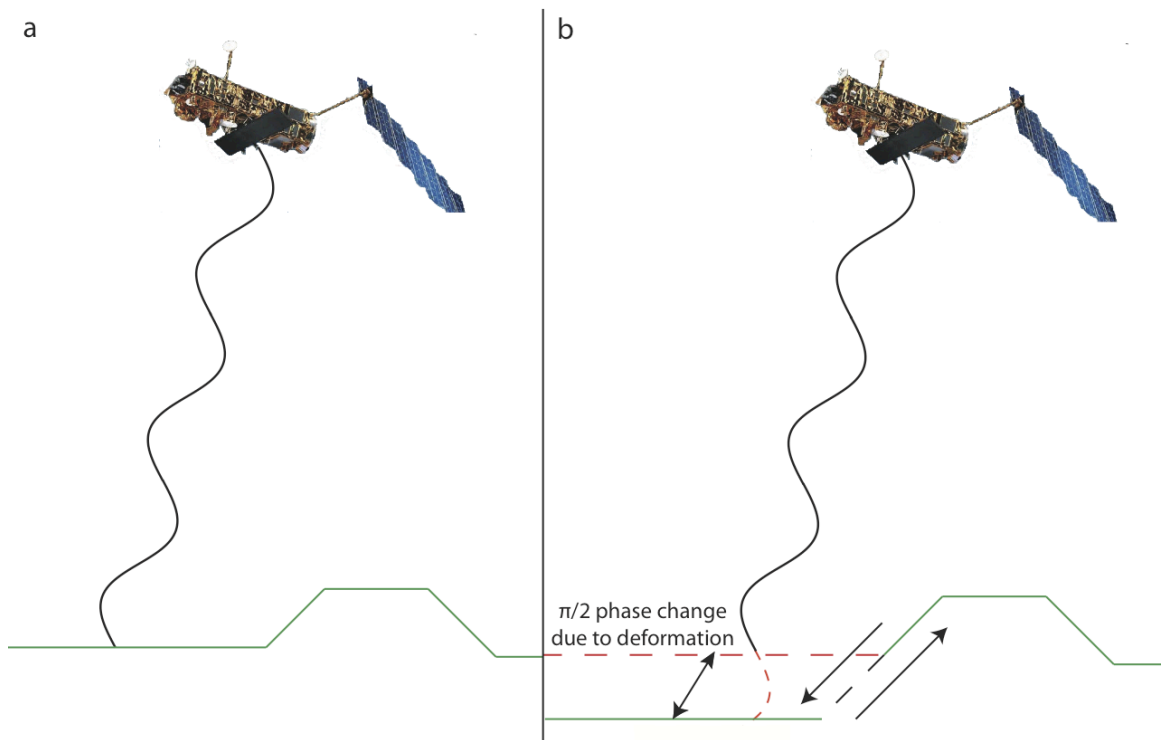 a
b
π/2 phase change
due to deformation